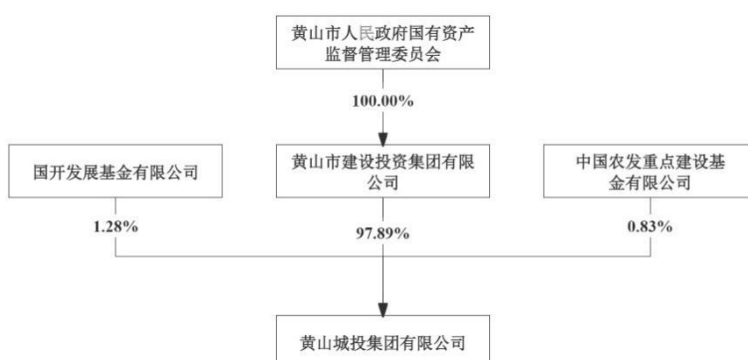 黄山市人民政府国有资产
监督管理委员会
100.00%
国开发展基金有限公司
黄山市建设投资集团有限
公司
中国农发重点建设基
金有限公司
1.28%
97.89%
0.83%
黄山城投集团有限公司